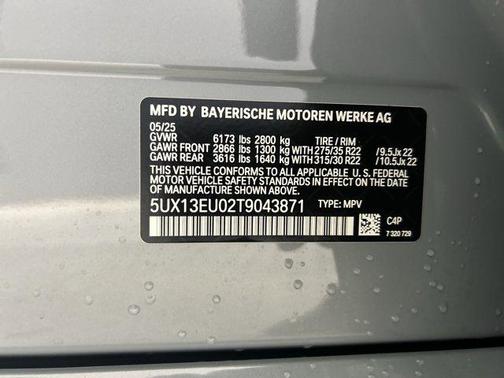 MFD BY BAYERISCHE MOTOREN WERKE AG
05/25
GVWR 6173 lbs 2800 kg TIRE / RIM
GAWR FRONT 2866 lbs 1300 kg WITH 275/35 R22 / 9.5Jx 22
GAWR REAR 3616 lbs 1640 kg WITH 315/30 R22 / 10.5Jx 22
THIS VEHICLE CONFORMS TO ALL APPLICABLE U. S. FEDERAL
MOTOR VEHICLE SAFETY STANDARDS IN EFFECT
ON THE DATE OF MANUFACTURE SHOWN ABOVE.
5UX13EU02T9043871 TYPE: MPV
C4P
7 320 729